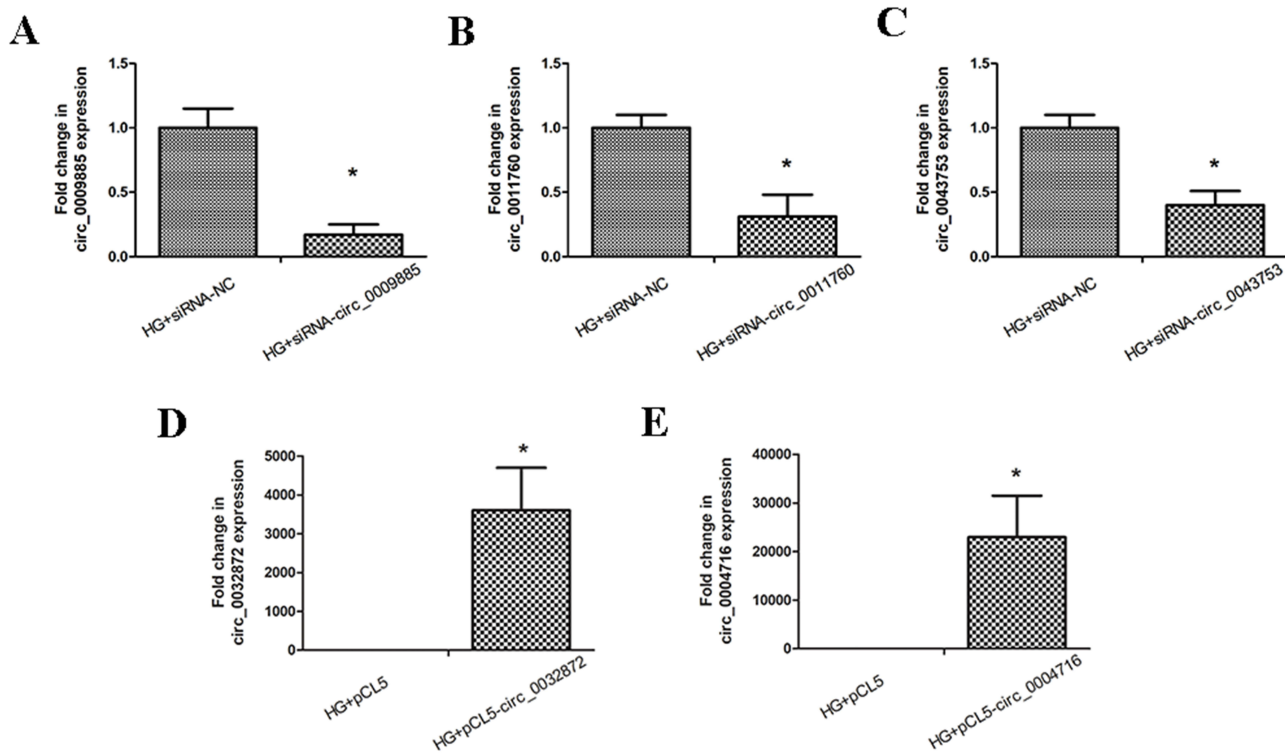 A
Fold change in
circ_0009885 expression
1.5
1.0
0.5
0.0
*
HG+siRNA-NC
HG+siRNA-circ_0009885
B
Fold change in
circ_0011760 expression
1.5
1.0
0.5
0.0
*
HG+siRNA-NC
HG+siRNA-circ_0011760
C
Fold change in
circ_0043753 expression
1.5
1.0
0.5
0.0
*
HG+siRNA-NC
HG+siRNA-circ_0043753
D
Fold change in
circ_0032872 expression
5000
4000
3000
2000
1000
0
*
HG+pCL5
HG+pCL5-circ_0032872
E
Fold change in
circ_0004716 expression
40000
30000
20000
10000
0
*
HG+pCL5
HG+pCL5-circ_0004716